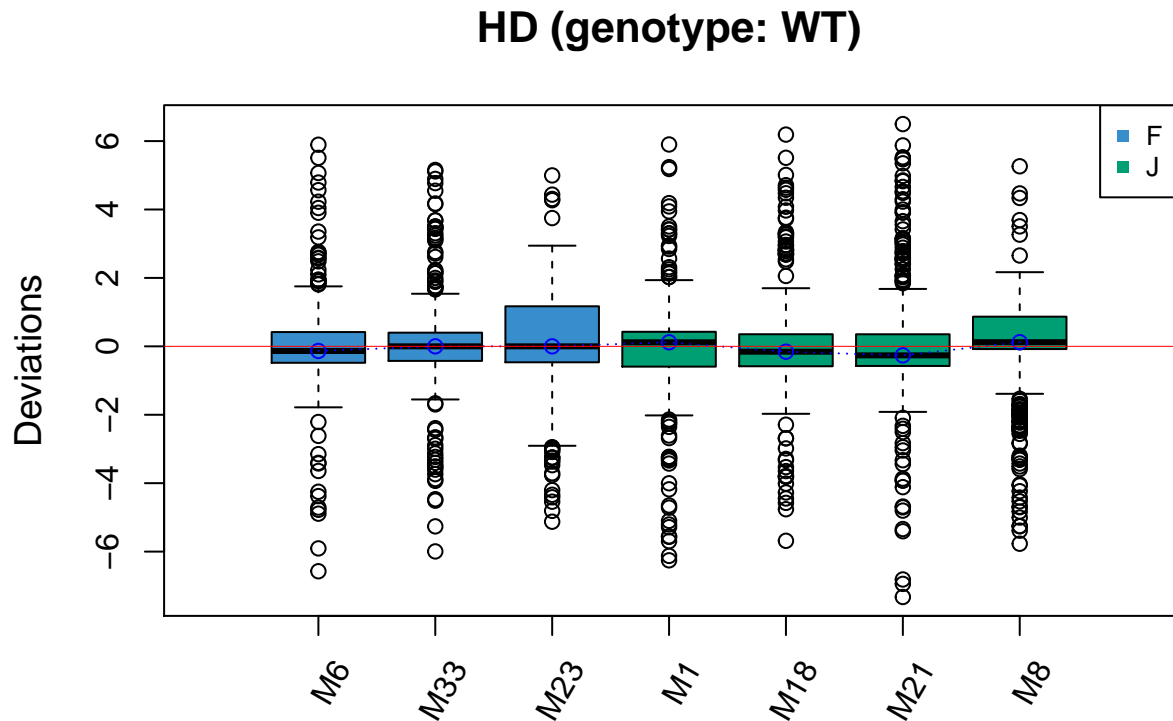 HD (genotype: WT)
F
J
Deviations
6
4
2
0
−2
−4
−6
M6
M33
M23
M1
M18
M21
M8